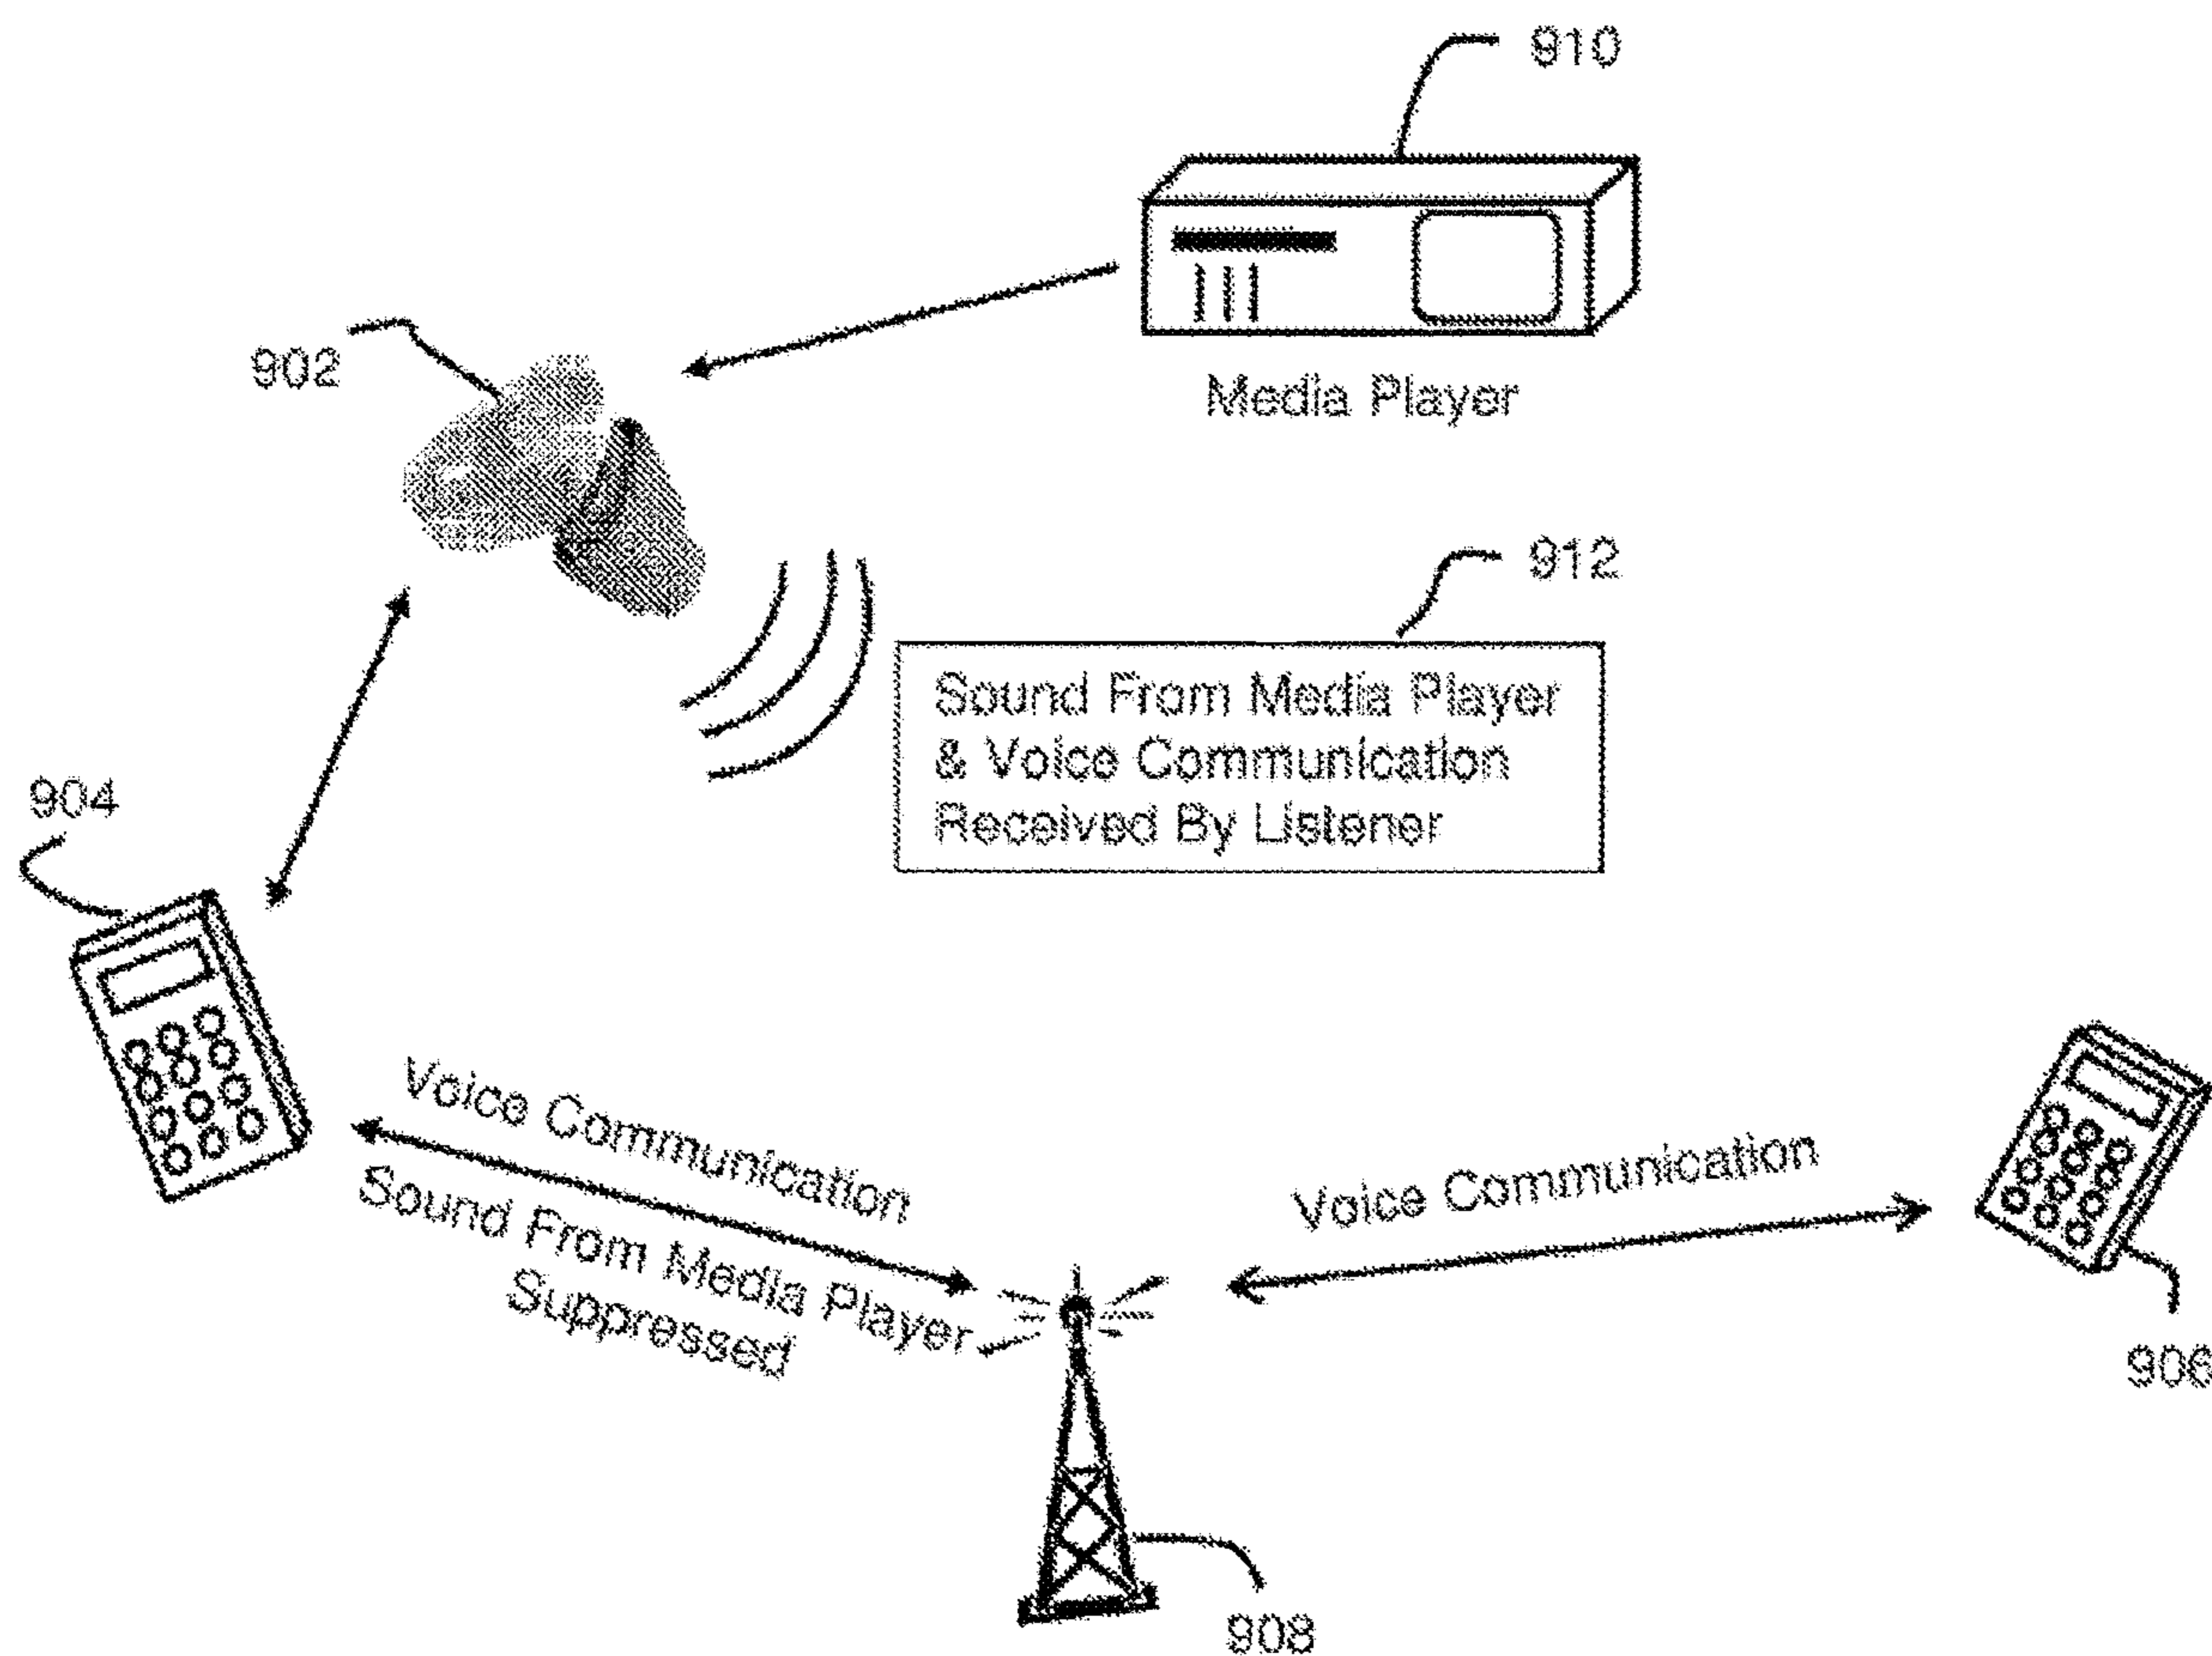 910
902
Media Player
912
Sound From Media Player
& Voice Communication
Received By Listener
904
Voice Communication
Sound From Media Player
Suppressed
Voice Communication
906
908